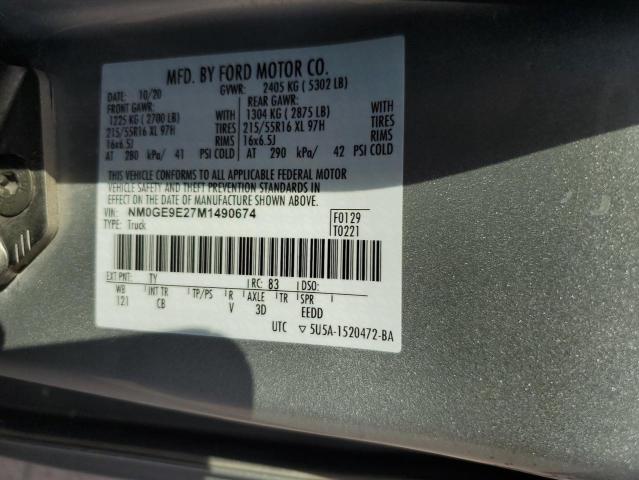 MFD. BY FORD MOTOR CO.
DATE: 10/20 GVWR: 2405 KG ( 5302 LB)
FRONT GAWR: REAR GAWR:
1225 KG ( 2700 LB) WITH 1304 KG ( 2875 LB) WITH
215/55R16 XL 97H TIRES 215/55R16 XL 97H TIRES
16x6.5J RIMS 16x6.5J RIMS
AT 280 kPa/ 41 PSI COLD AT 290 kPa/ 42 PSI COLD
THIS VEHICLE CONFORMS TO ALL APPLICABLE FEDERAL MOTOR
VEHICLE SAFETY AND THEFT PREVENTION STANDARDS IN
EFFECT ON THE DATE OF MANUFACTURE SHOWN ABOVE.
VIN: NM0GE9E27M1490674 F0129
TYPE: Truck T0221
EXT PNT: TY RC: 83 DSO:
WB INT TR TP/PS R AXLE TR SPR
121 CB V 3D EEDD
UTC ▽5U5A-1520472-BA